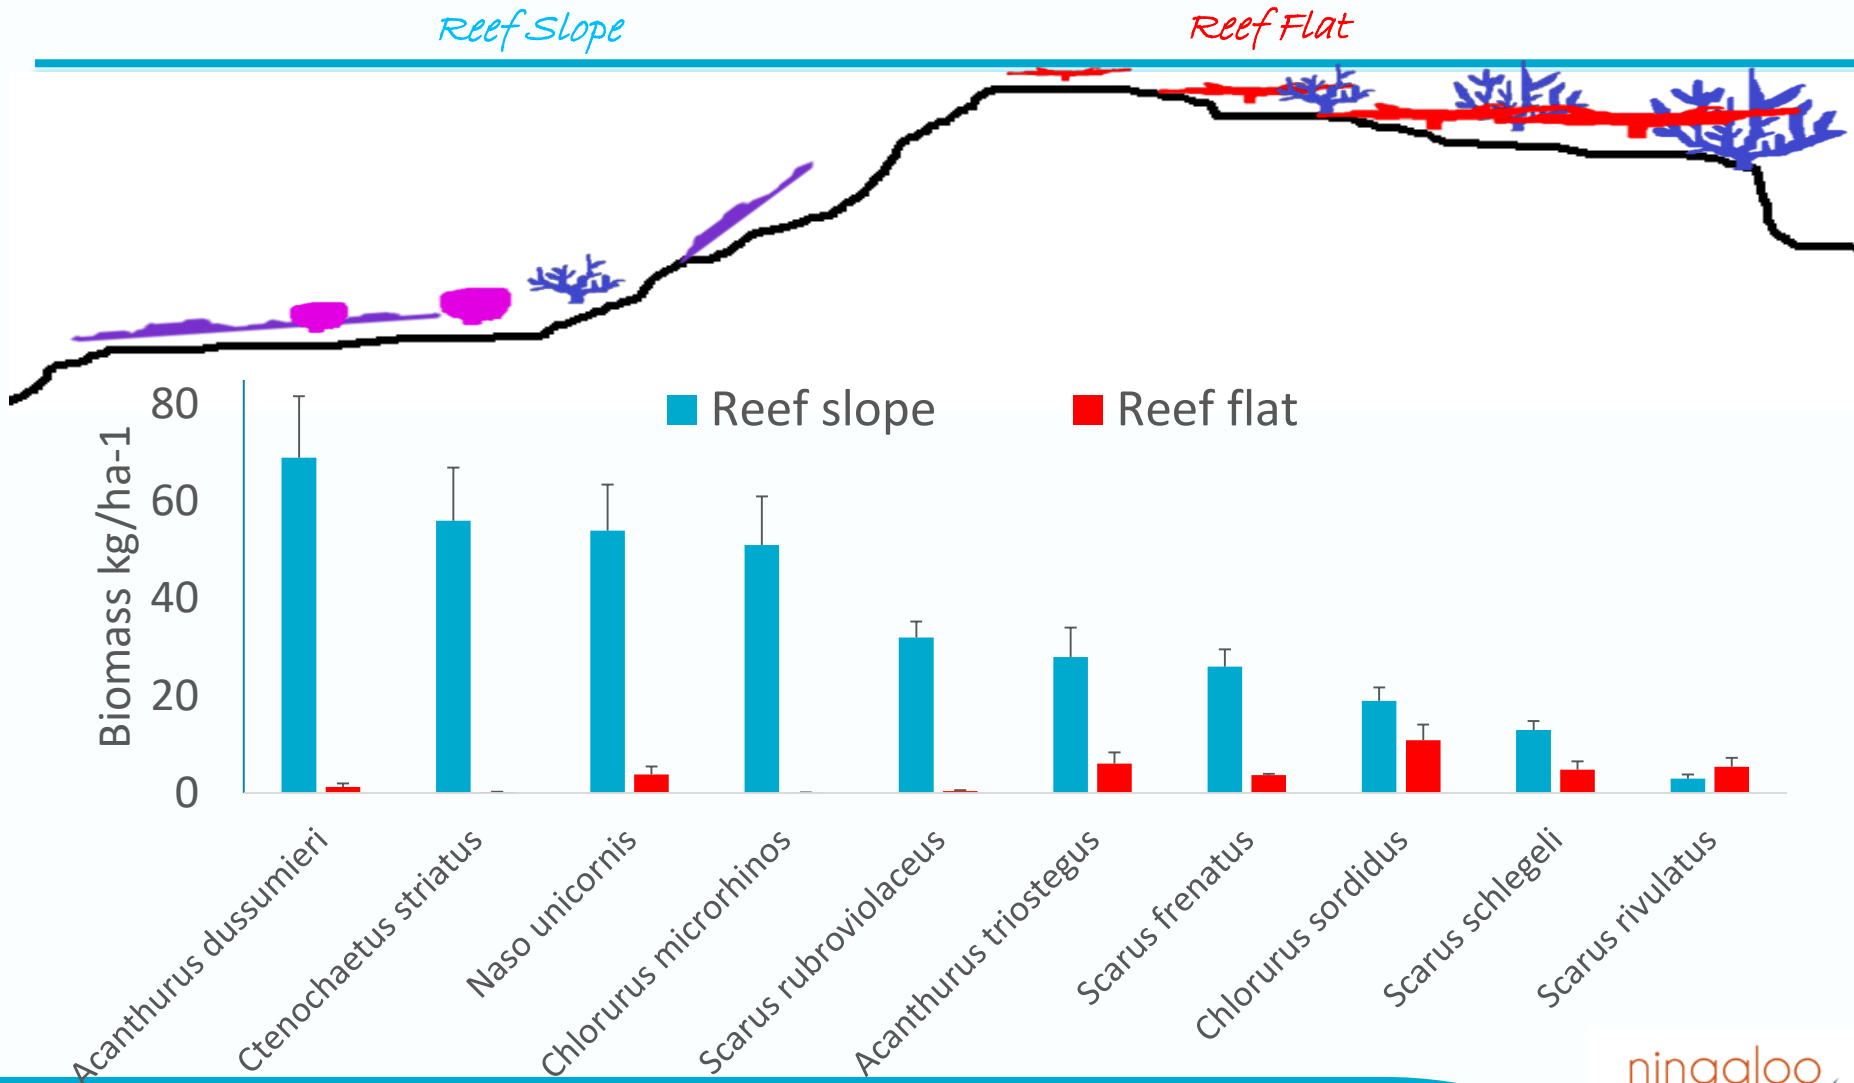 Reef Slope
Reef Flat
Reef slope
Reef flat
Biomass kg/ha-1
80
60
40
20
0
Acanthurus dussumieri
Ctenochaetus striatus
Naso unicornis
Chlorurus microrhinos
Scarus rubroviolaceus
Acanthurus triostegus
Scarus frenatus
Chlorurus sordidus
Scarus schlegeli
Scarus rivulatus
ningaloo